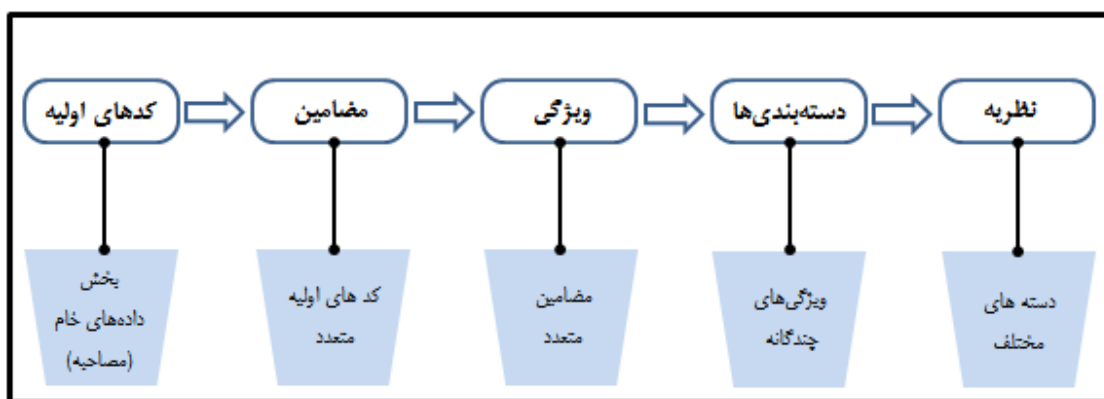 کدهای اولیه
مضامین
ویژگی
دسته‌بندی‌ها
نظریه
بخش
داده‌های خام
(مصاحبه)
کد های اولیه
متعدد
مضامین
متعدد
ویژگی‌های
چندگانه
دسته های
مختلف